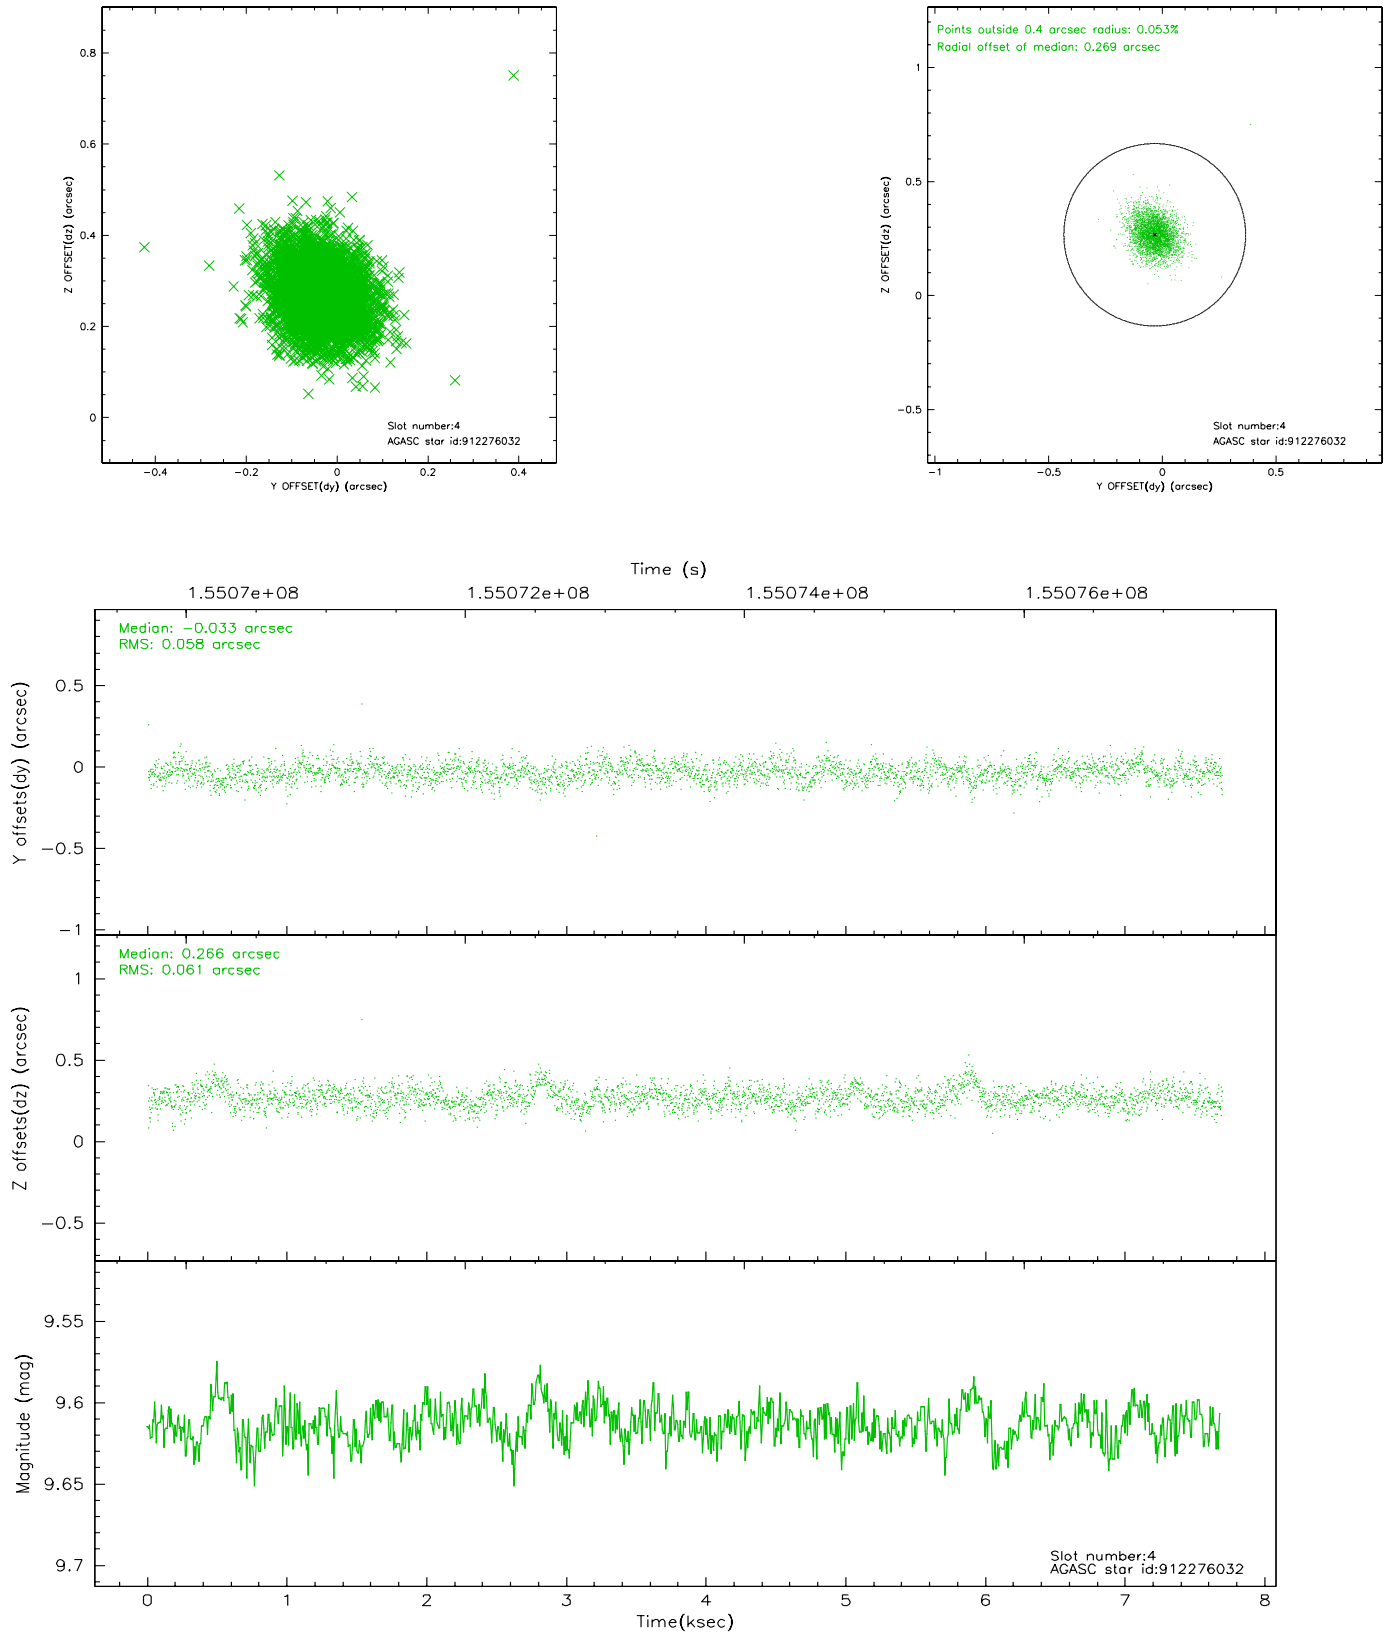 0.8
0.6
0.4
0.2
0
Z OFFSET(dz) (arcsec)
Slot number:4
AGASC star id:912276032
−0.4 −0.2 0 0.2 0.4
Y OFFSET(dy) (arcsec)
Points outside 0.4 arcsec radius: 0.053%
Radial offset of median: 0.269 arcsec
1
0.5
0
−0.5
Z OFFSET(dz) (arcsec)
Slot number:4
AGASC star id:912276032
−1 −0.5 0 0.5
Y OFFSET(dy) (arcsec)
Time (s)
1.5507e+08 1.55072e+08 1.55074e+08 1.55076e+08
Median: −0.033 arcsec
RMS: 0.058 arcsec
0.5
0
−0.5
−1
Y offsets(dy) (arcsec)
Median: 0.266 arcsec
RMS: 0.061 arcsec
1
0.5
0
−0.5
Z offsets(dz) (arcsec)
9.55
9.6
9.65
9.7
Magnitude (mag)
Slot number:4
AGASC star id:912276032
0 1 2 3 4 5 6 7 8
Time(ksec)